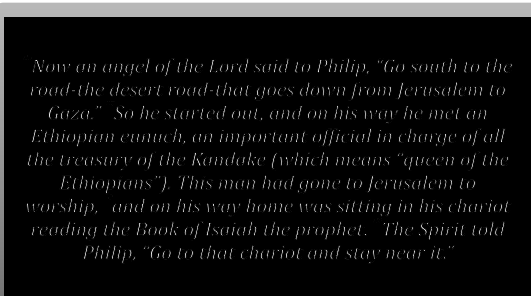 Now an angel of the Lord said to Philip, “Go south to the
road-the desert road-that goes down from Jerusalem to
Gaza.” So he started out, and on his way he met an
Ethiopian eunuch, an important official in charge of all
the treasury of the Kandake (which means “queen of the
Ethiopians”). This man had gone to Jerusalem to
worship, and on his way home was sitting in his chariot
reading the Book of Isaiah the prophet. The Spirit told
Philip, “Go to that chariot and stay near it.”